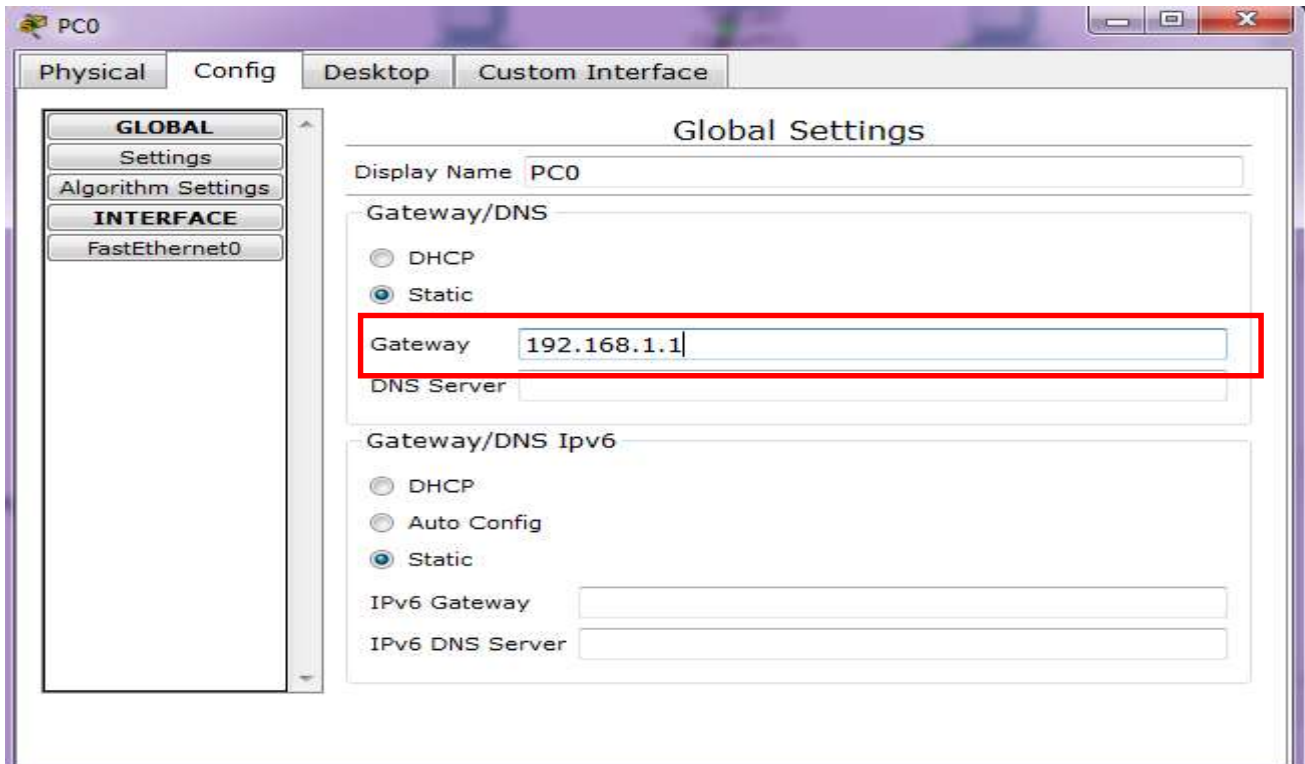 PC0
Physical Config Desktop Custom Interface
GLOBAL
Settings
Algorithm Settings
INTERFACE
FastEthernet0
Global Settings
Display Name PC0
Gateway/DNS
DHCP
Static
Gateway 192.168.1.1
DNS Server
Gateway/DNS Ipv6
DHCP
Auto Config
Static
IPv6 Gateway
IPv6 DNS Server